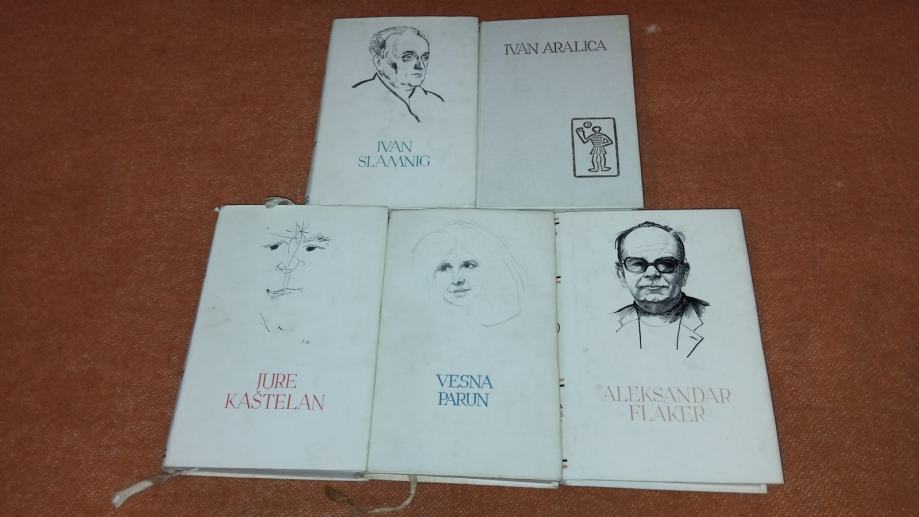 IVAN
SLAMNIG
IVAN ARALICA
JURE
KAŠTELAN
VESNA
PARUN
ALEKSANDAR
FLAKER